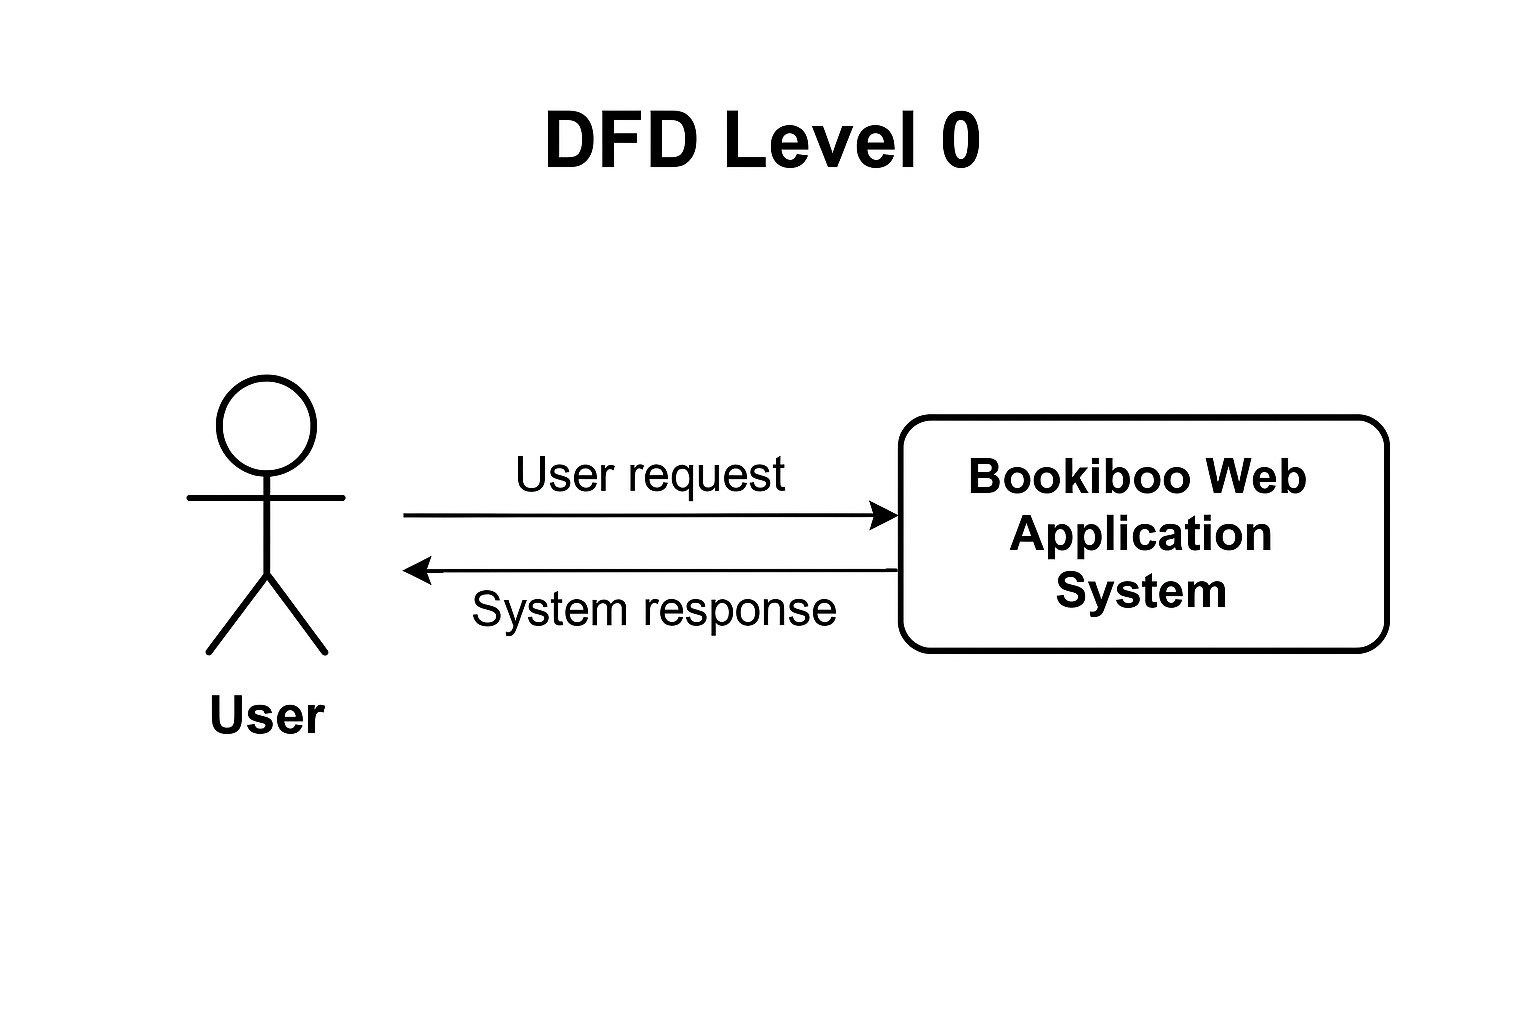 DFD Level 0
User request
Bookiboo Web
Application
System
System response
User